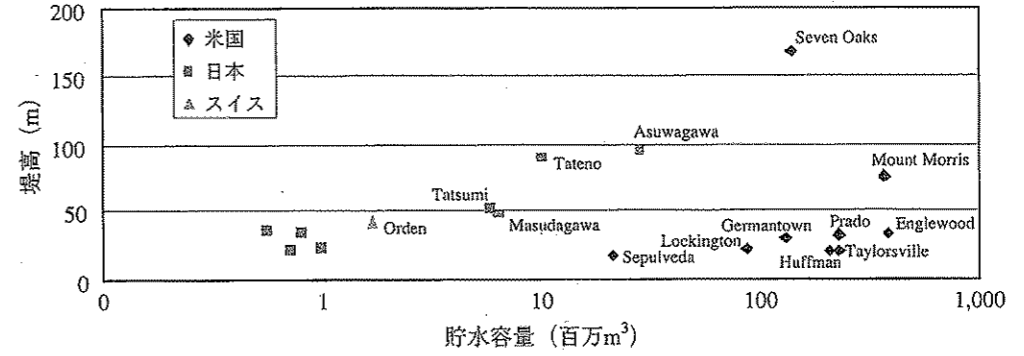 200
米国
日本
スイス
Seven Oaks
150
堤高 (m)
100
Asuwagawa
Tateno
Mount Morris
50
Tatsumi
Orden
Masudagawa
Germantown
Prado
Englewood
Lockington
Sepulveda
Huffman
Taylorsville
0
0 1 10 100 1,000
貯水容量 (百万m³)